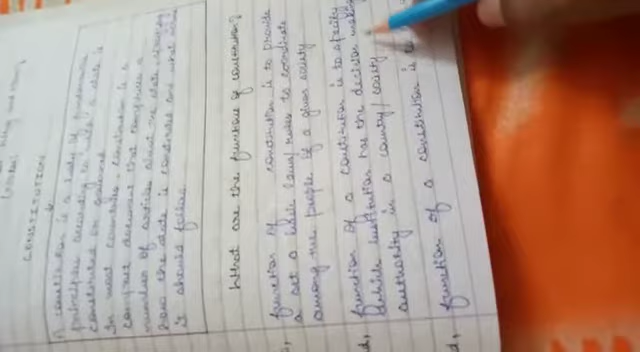 CONSTITUTION
A constitution is a body of fundamental
principles according to which a state is
constituted or governed
In most countries, constitution is a
compact document that comprises a
number of articles about the state specifying
how the state is constituted and what norms
it should follow
What are the functions of constitution?
function of constitution is to provide
a set of basic laws/rules to coordinate
among the people of a given society
function of a constitution is to specify
which institution has the decision making
authority in a country/society
function of a constitution is to